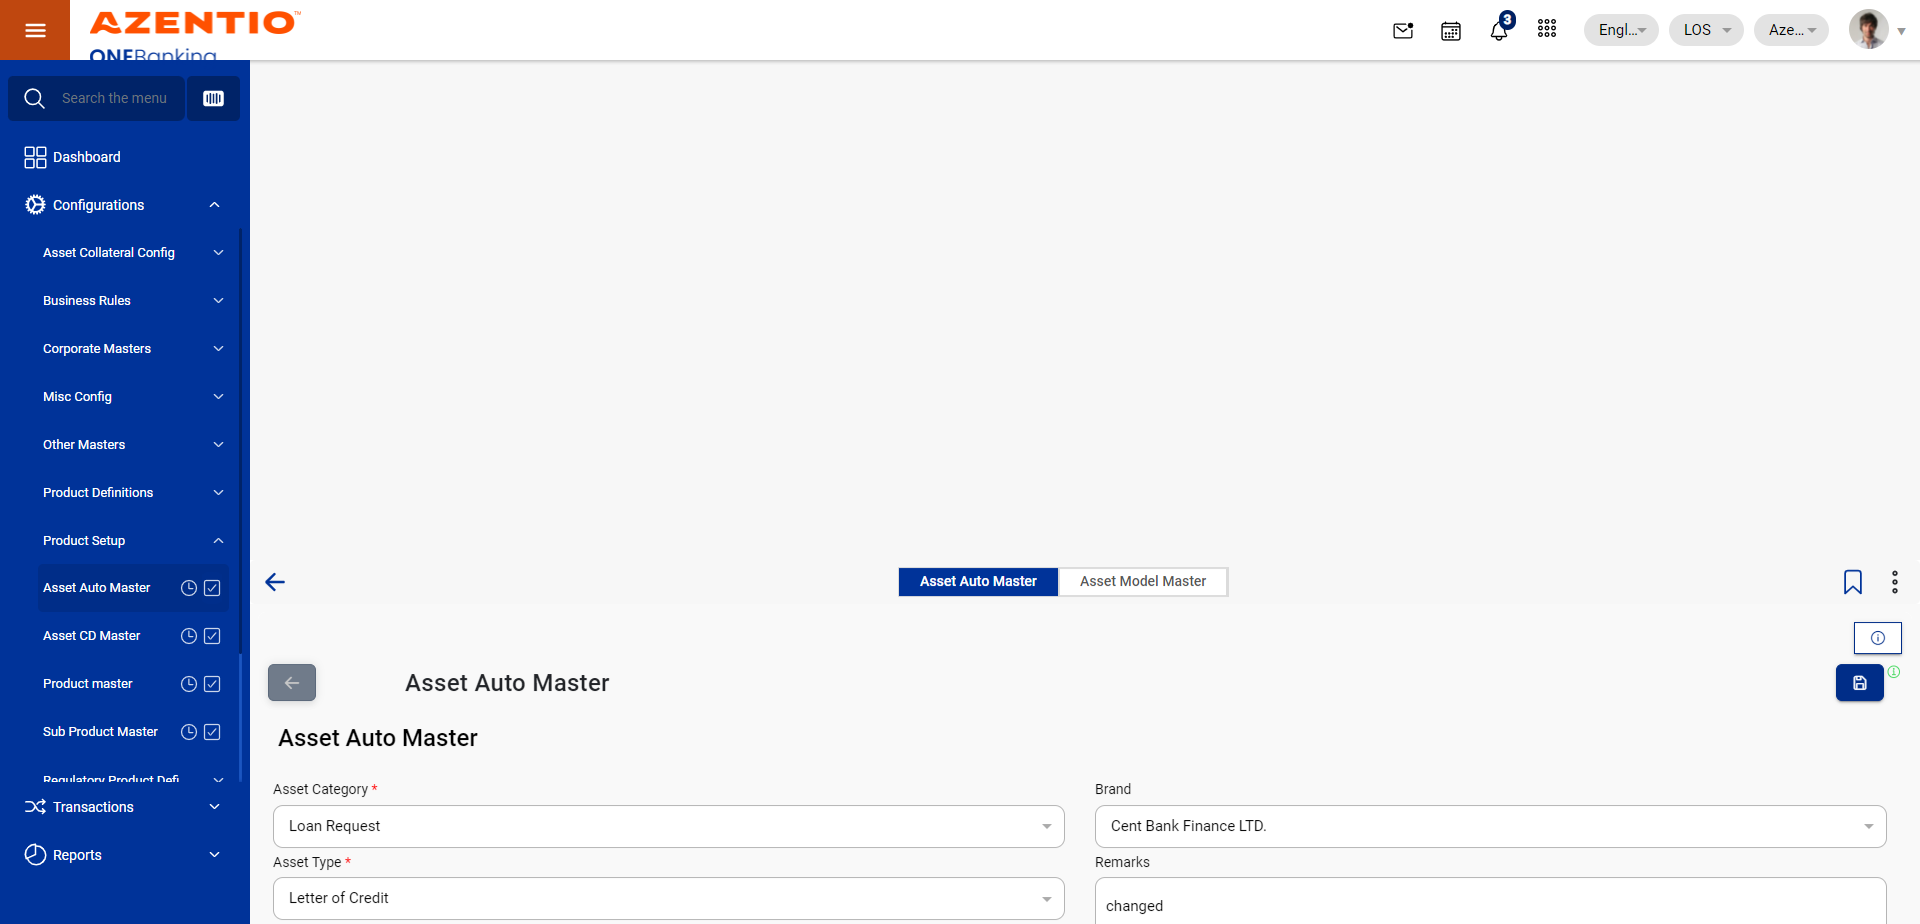 AZENTIO™
ONEBanking
3
Engl...
LOS
Aze...
Search the menu
Dashboard
Configurations
Asset Collateral Config
Business Rules
Corporate Masters
Misc Config
Other Masters
Product Definitions
Product Setup
Asset Auto Master
Asset CD Master
Product master
Sub Product Master
Regulatory Product Defi
Transactions
Reports
Asset Auto Master
Asset Model Master
Asset Auto Master
Asset Auto Master
Asset Category *
Loan Request
Brand
Cent Bank Finance LTD.
Asset Type *
Letter of Credit
Remarks
changed